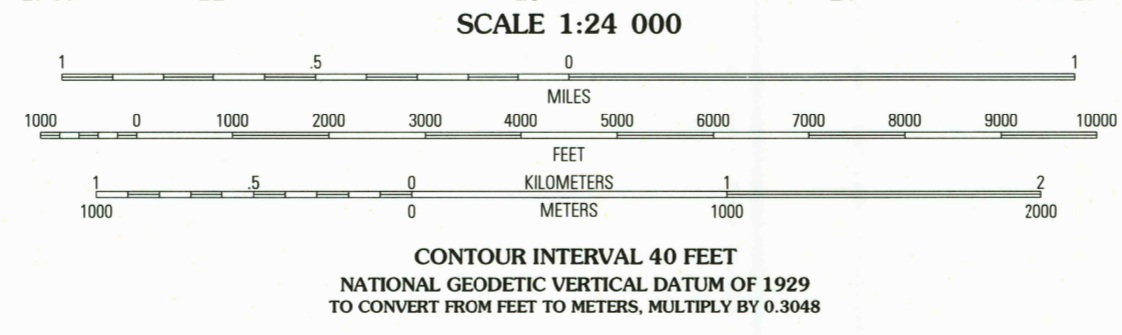 SCALE 1:24 000
1 .5 0 1
MILES
1000 0 1000 2000 3000 4000 5000 6000 7000 8000 9000 10000
FEET
1 .5 0 KILOMETERS 1 2
1000 0 METERS 1000 2000
CONTOUR INTERVAL 40 FEET
NATIONAL GEODETIC VERTICAL DATUM OF 1929
TO CONVERT FROM FEET TO METERS, MULTIPLY BY 0.3048